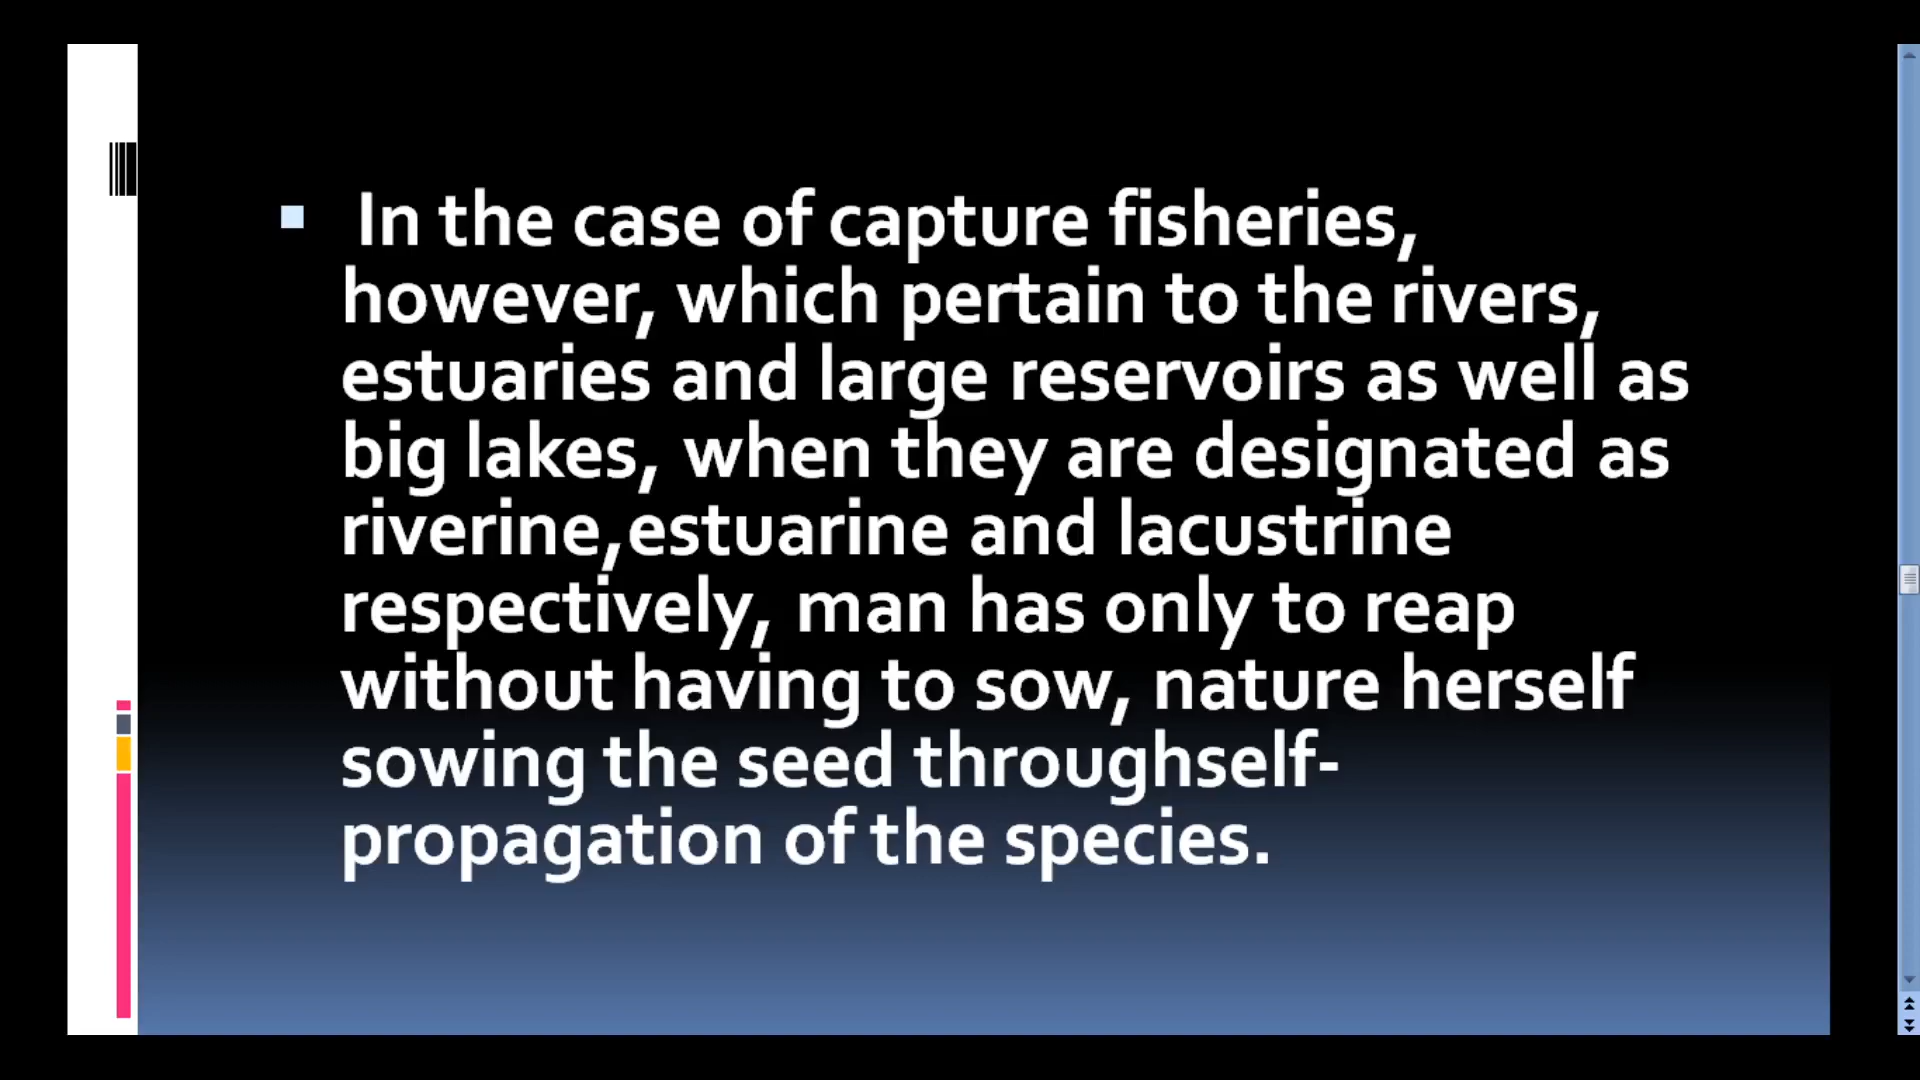 In the case of capture fisheries,
however, which pertain to the rivers,
estuaries and large reservoirs as well as
big lakes, when they are designated as
riverine,estuarine and lacustrine
respectively, man has only to reap
without having to sow, nature herself
sowing the seed throughself-
propagation of the species.